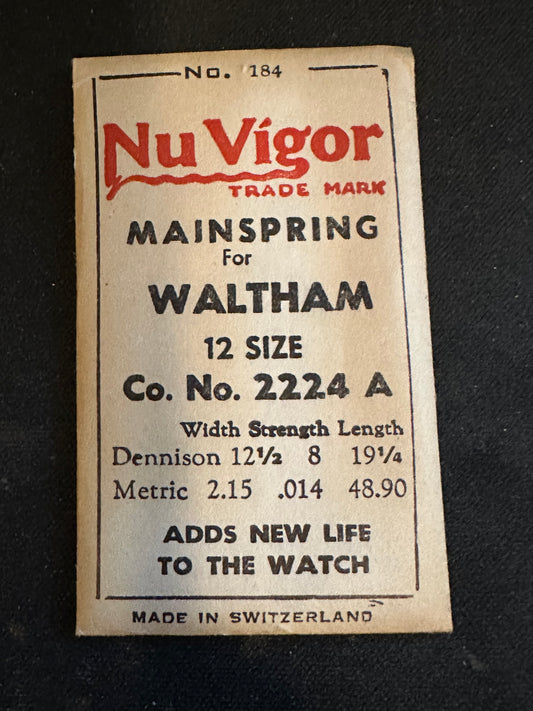 No. 184
Nu Vígor
TRADE MARK
MAINSPRING
For
WALTHAM
12 SIZE
Co. No. 2224 A
Width Strength Length
Dennison 12½ 8 19¼
Metric 2.15 .014 48.90
ADDS NEW LIFE
TO THE WATCH
MADE IN SWITZERLAND